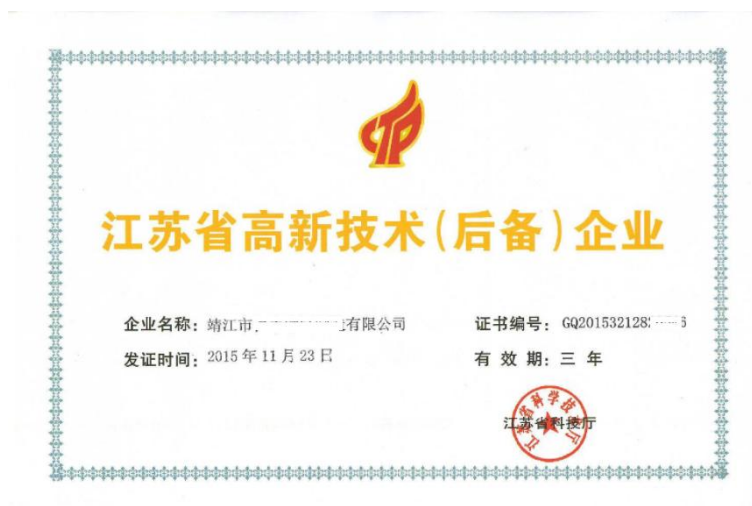 江苏省高新技术(后备)企业
企业名称: 靖江市 有限公司
证书编号: GQ201532128
发证时间: 2015年11月23日
有 效 期: 三 年
江苏省科技厅
江苏省科学技术厅